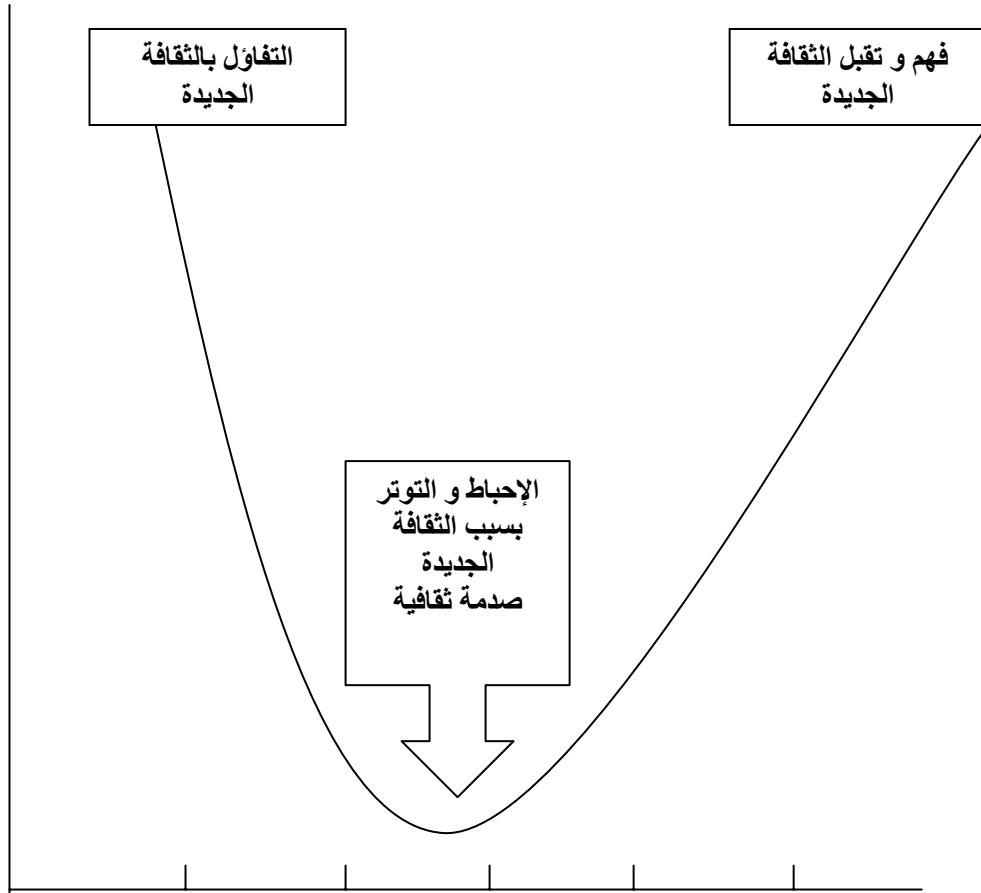 التفاؤل بالثقافة
الجديدة
فهم و تقبل الثقافة
الجديدة
الإحباط و التوتر
بسبب الثقافة
الجديدة
صدمة ثقافية